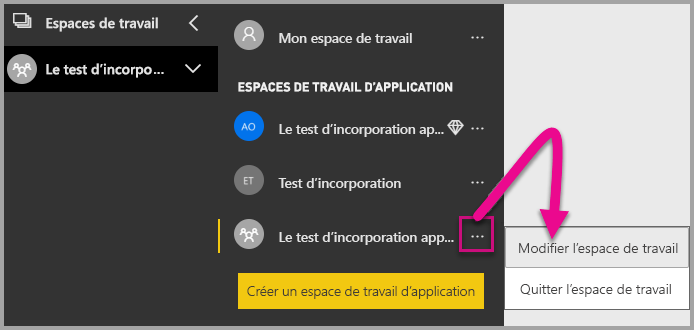 Espaces de travail
Le test d'incorpo...
Mon espace de travail
ESPACES DE TRAVAIL D'APPLICATION
AO
Le test d'incorporation ap...
ET
Test d'incorporation
Le test d'incorporation app...
Créer un espace de travail d'application
Modifier l'espace de travail
Quitter l'espace de travail